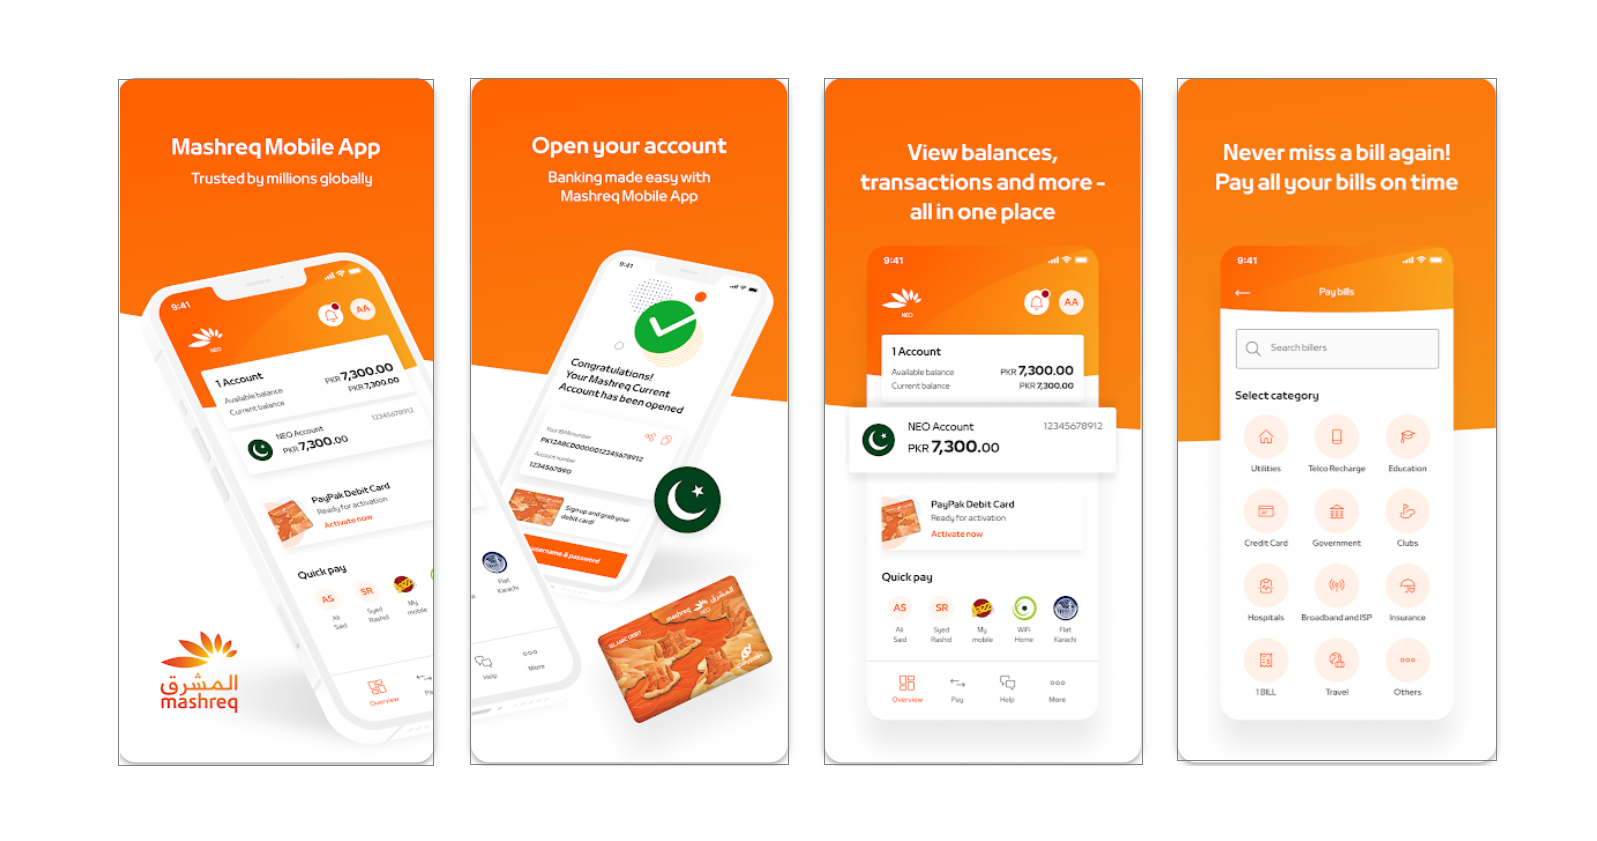 Mashreq Mobile App
Trusted by millions globally
9:41
AA
NEO
1 Account
Available balance
PKR 7,300.00
Current balance
PKR 7,300.00
NEO Account
12345678912
PKR 7,300.00
PayPak Debit Card
Ready for activation
Activate now
Quick pay
AS
SR
Ali
Said
Syed
Rashid
My
mobile
Overview
المشرق
mashreq
Open your account
Banking made easy with
Mashreq Mobile App
9:41
Congratulations!
Your Mashreq Current
Account has been opened
Your IBAN number
PK12ABCD0000012345678912
Account number
1234567890
Sign up and grab your
debit card!
username & password
Flat
Karachi
Help
More
ISLAMIC DEBIT
mashreq
المشرق
NEO
View balances,
transactions and more -
all in one place
9:41
NEO
AA
1 Account
Available balance
PKR 7,300.00
Current balance
PKR 7,300.00
NEO Account
12345678912
PKR 7,300.00
PayPak Debit Card
Ready for activation
Activate now
Quick pay
AS
SR
Jazz
Ali
Said
Syed
Rashid
My
mobile
Wifi
Home
Flat
Karachi
Overview
Pay
Help
More
Never miss a bill again!
Pay all your bills on time
9:41
Pay bills
Search billers
Select category
Utilities
Telco Recharge
Education
Credit Card
Government
Clubs
Hospitals
Broadband and ISP
Insurance
1 BILL
Travel
Others